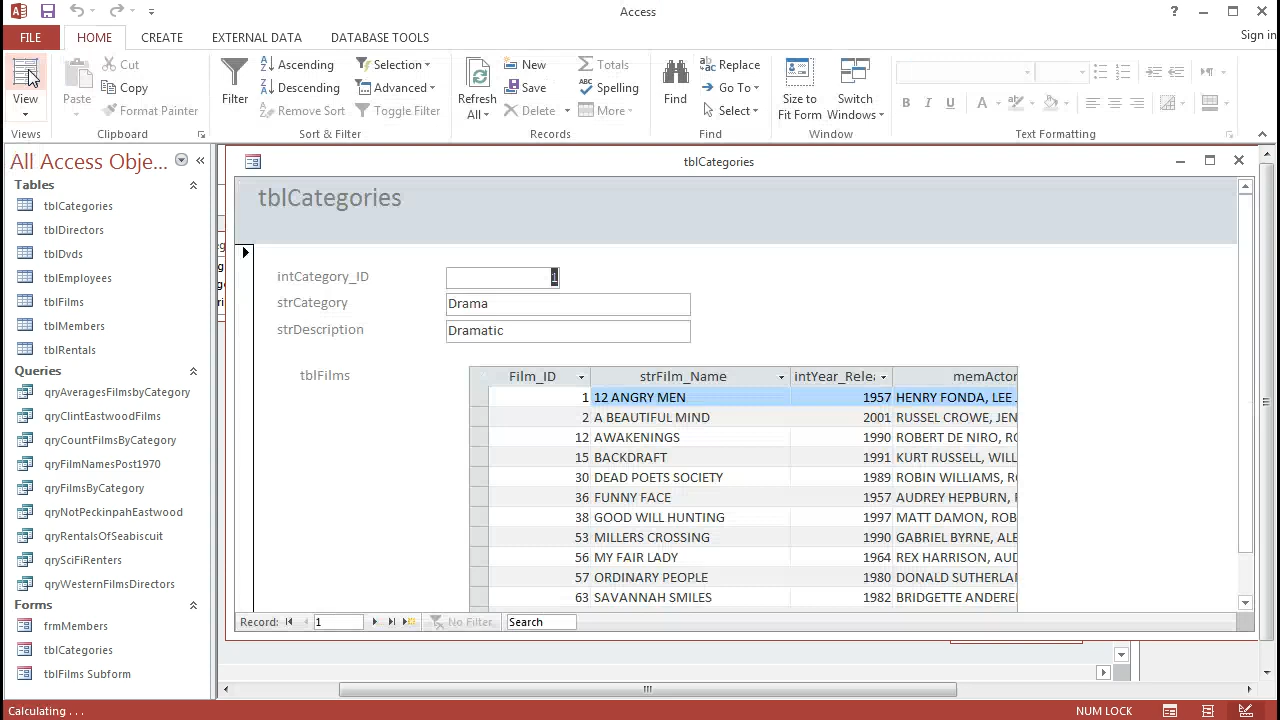 Access
Sign in
FILE
HOME
CREATE
EXTERNAL DATA
DATABASE TOOLS
View
Views
Paste
Cut
Copy
Format Painter
Clipboard
Filter
Ascending
Descending
Remove Sort
Selection
Advanced
Toggle Filter
Sort & Filter
Refresh
All
New
Save
Delete
Totals
Spelling
More
Records
Find
Replace
Go To
Select
Find
Size to
Fit Form
Switch
Windows
Window
B I U A
Text Formatting
All Access Obje...
Tables
tblCategories
tblDirectors
tblDvds
tblEmployees
tblFilms
tblMembers
tblRentals
Queries
qryAveragesFilmsbyCategory
qryClintEastwoodFilms
qryCountFilmsByCategory
qryFilmNamesPost1970
qryFilmsByCategory
qryNotPeckinpahEastwood
qryRentalsOfSeabiscuit
qrySciFiRenters
qryWesternFilmsDirectors
Forms
frmMembers
tblCategories
tblFilms Subform
tblCategories
tblCategories
intCategory_ID 1
strCategory Drama
strDescription Dramatic
tblFilms
Film_ID strFilm_Name intYear_Relea memActor
1 12 ANGRY MEN 1957 HENRY FONDA, LEE
2 A BEAUTIFUL MIND 2001 RUSSEL CROWE, JEN
12 AWAKENINGS 1990 ROBERT DE NIRO, RO
15 BACKDRAFT 1991 KURT RUSSELL, WILL
30 DEAD POETS SOCIETY 1989 ROBIN WILLIAMS, RO
36 FUNNY FACE 1957 AUDREY HEPBURN, F
38 GOOD WILL HUNTING 1997 MATT DAMON, ROB
53 MILLERS CROSSING 1990 GABRIEL BYRNE, ALB
56 MY FAIR LADY 1964 REX HARRISON, AUD
57 ORDINARY PEOPLE 1980 DONALD SUTHERLA
63 SAVANNAH SMILES 1982 BRIDGETTE ANDERE
Record: 1 No Filter Search
Calculating . . .
NUM LOCK